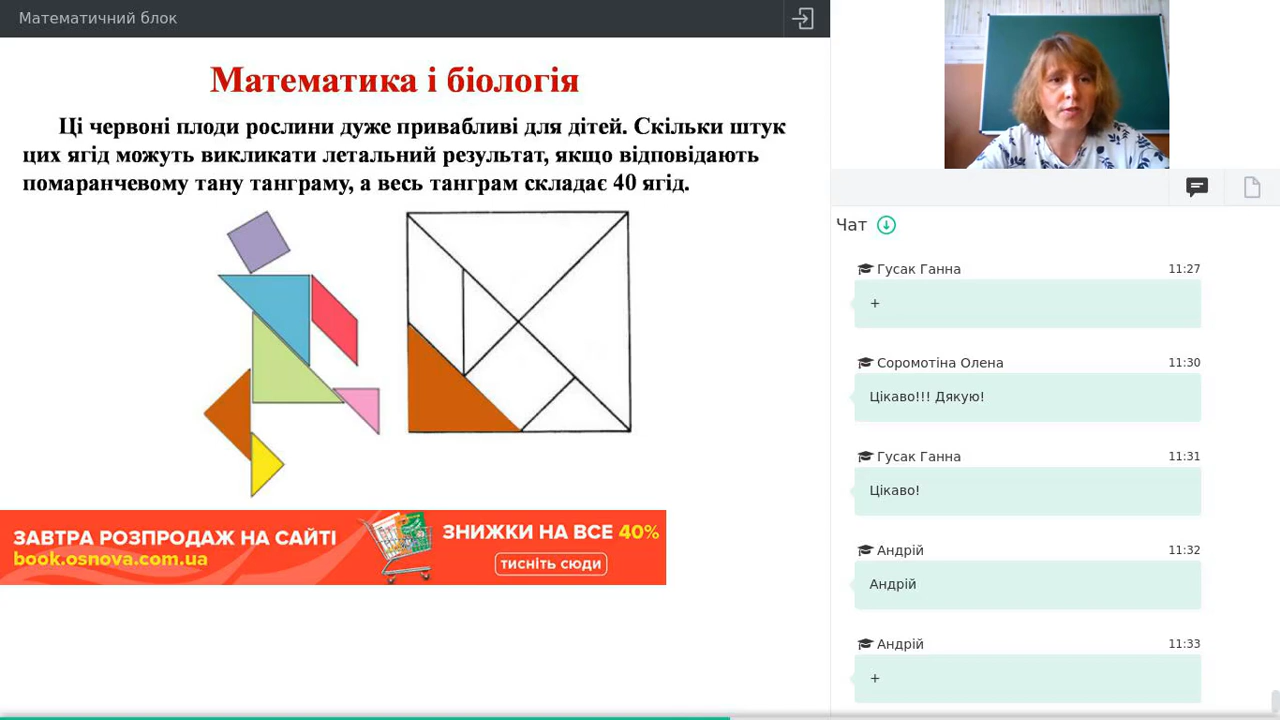 Математичний блок
Математика і біологія
Ці червоні плоди рослини дуже привабливі для дітей. Скільки штук
цих ягід можуть викликати летальний результат, якщо відповідають
помаранчевому тану танграму, а весь танграм складає 40 ягід.
ЗАВТРА РОЗПРОДАЖ НА САЙТІ
book.osnova.com.ua
ЗНИЖКИ НА ВСЕ 40%
ТИСНІТЬ СЮДИ
Чат
Гусак Ганна 11:27
+
Соромотіна Олена 11:30
Цікаво!!! Дякую!
Гусак Ганна 11:31
Цікаво!
Андрій 11:32
Андрій
Андрій 11:33
+